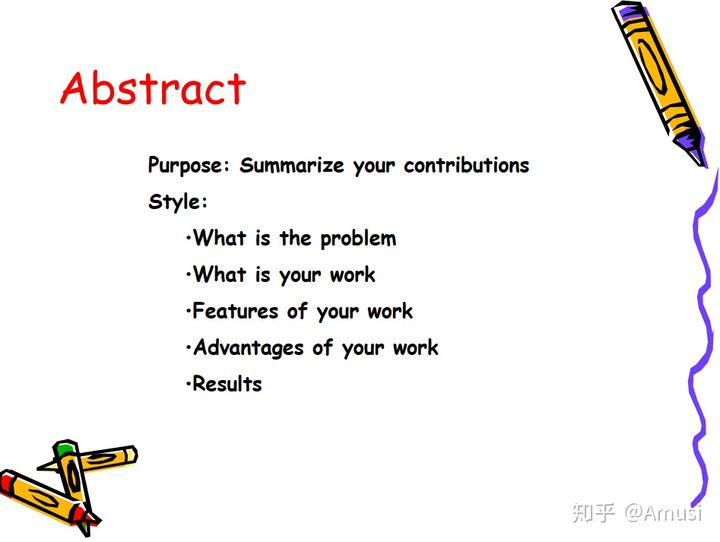 Abstract
Purpose: Summarize your contributions
Style:
•What is the problem
•What is your work
•Features of your work
•Advantages of your work
•Results
知乎 @Amusi